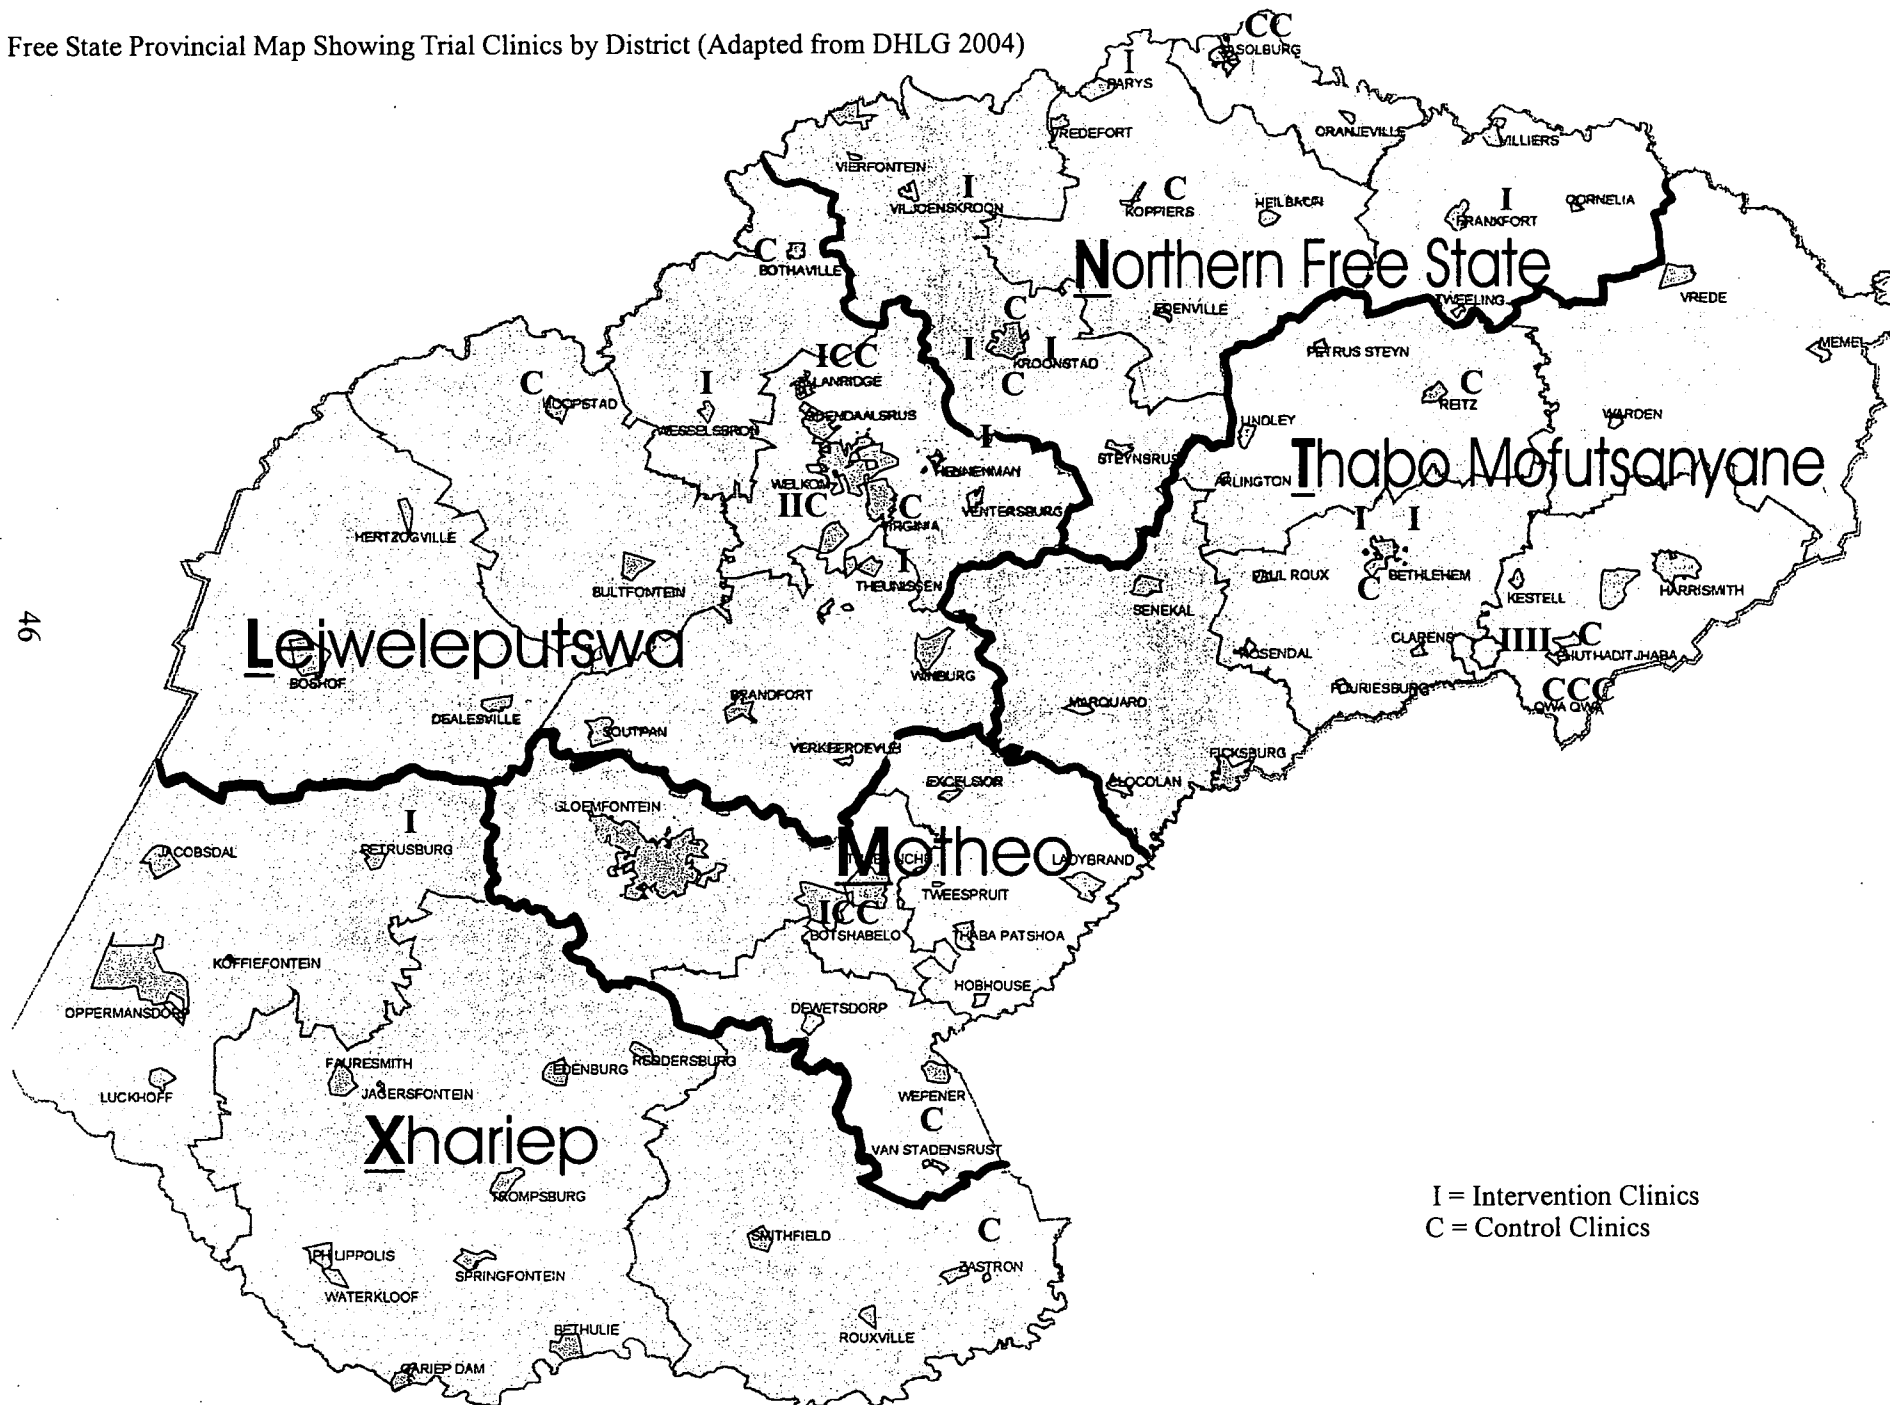 Free State Provincial Map Showing Trial Clinics by District (Adapted from DHLG 2004)
CC
SOLBURG
I
PARYS
VREDEFORT
ORANJEVILLE
VILLIERS
VIERFONTEIN
I
VILJOENSKROON
C
KOPPIERS
HEILBRON
I
FRANKFORT
CORNELIA
C
BOTHAVILLE
Northern Free State
VREDE
TWEELING
EDENVILLE
C
I
I
KROONSTAD
C
PETRUS STEYN
MEMEL
ICC
ALLANRIDGE
C
HOOPSTAD
I
WESSELSBRON
ODENDAALSRUS
C
REITZ
WARDEN
LINDLEY
I
HENNENMAN
STEYNSRUS
Thabo Mofutsanyane
ARLINGTON
WELKOM
IIC
C
VIRGINIA
VENTERSBURG
HERTZOGVILLE
I
I
BETHLEHEM
C
PAUL ROUX
I
THEUNISSEN
BULTFONTEIN
SENEKAL
KESTELL
HARRISMITH
46
Lejweleputswa
BOSHOF
CLARENS
IIII
C
PHUTHADITJHABA
ROSENDAL
WINBURG
FOURIESBURG
CCC
QWA QWA
BRANDFORT
MARQUARD
DEALESVILLE
SOUTPAN
VERKEERDEVLEI
FICKSBURG
EXCELSIOR
CLOCOLAN
BLOEMFONTEIN
I
PETRUSBURG
JACOBSDAL
Motheo
LADYBRAND
TWEESPRUIT
ICC
BOTSHABELO
THABA PATSHOA
KOFFIEFONTEIN
HOBHOUSE
OPPERMANSDORP
DEWETSDORP
FAURESMITH
JAGERSFONTEIN
EDENBURG
REDDERSBURG
LUCKHOFF
WEPENER
C
VAN STADENSRUST
Xhariep
TROMPSBURG
I = Intervention Clinics
C = Control Clinics
SMITHFIELD
C
ZASTRON
PHILIPPOLIS
SPRINGFONTEIN
WATERKLOOF
BETHULIE
ROUXVILLE
GARIEP DAM